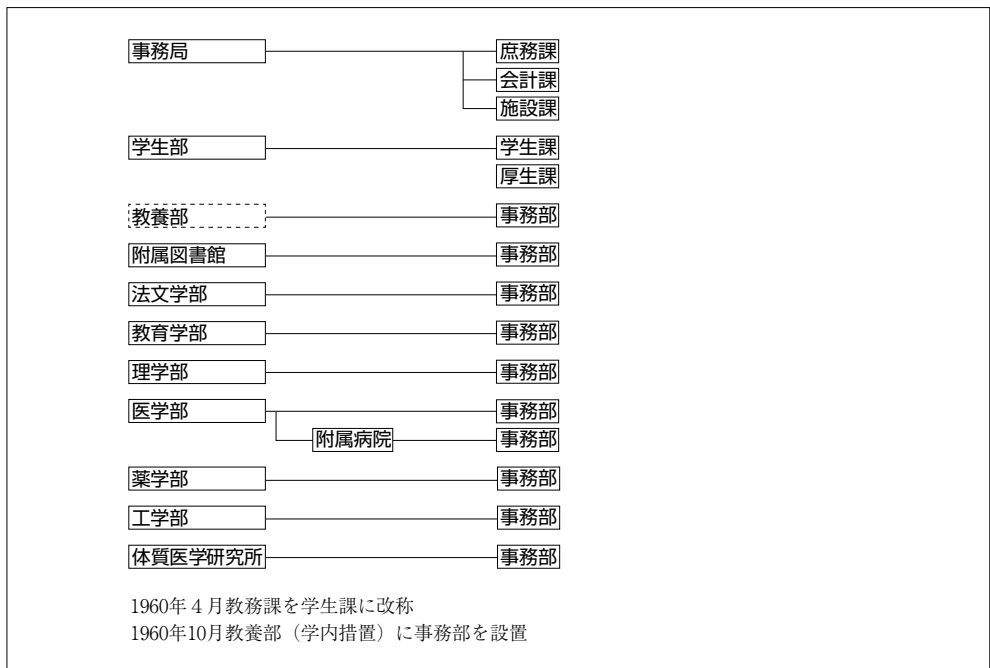 事務局 庶務課
会計課
施設課
学生部 学生課
厚生課
教養部 事務部
附属図書館 事務部
法文学部 事務部
教育学部 事務部
理学部 事務部
医学部 事務部
附属病院 事務部
薬学部 事務部
工学部 事務部
体質医学研究所 事務部
1960年4月教務課を学生課に改称
1960年10月教養部（学内措置）に事務部を設置